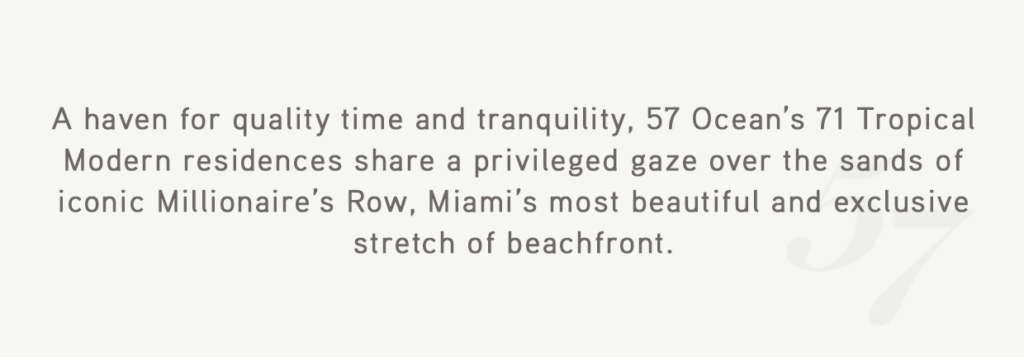 A haven for quality time and tranquility, 57 Ocean’s 71 Tropical
Modern residences share a privileged gaze over the sands of
iconic Millionaire’s Row, Miami’s most beautiful and exclusive
stretch of beachfront.
57